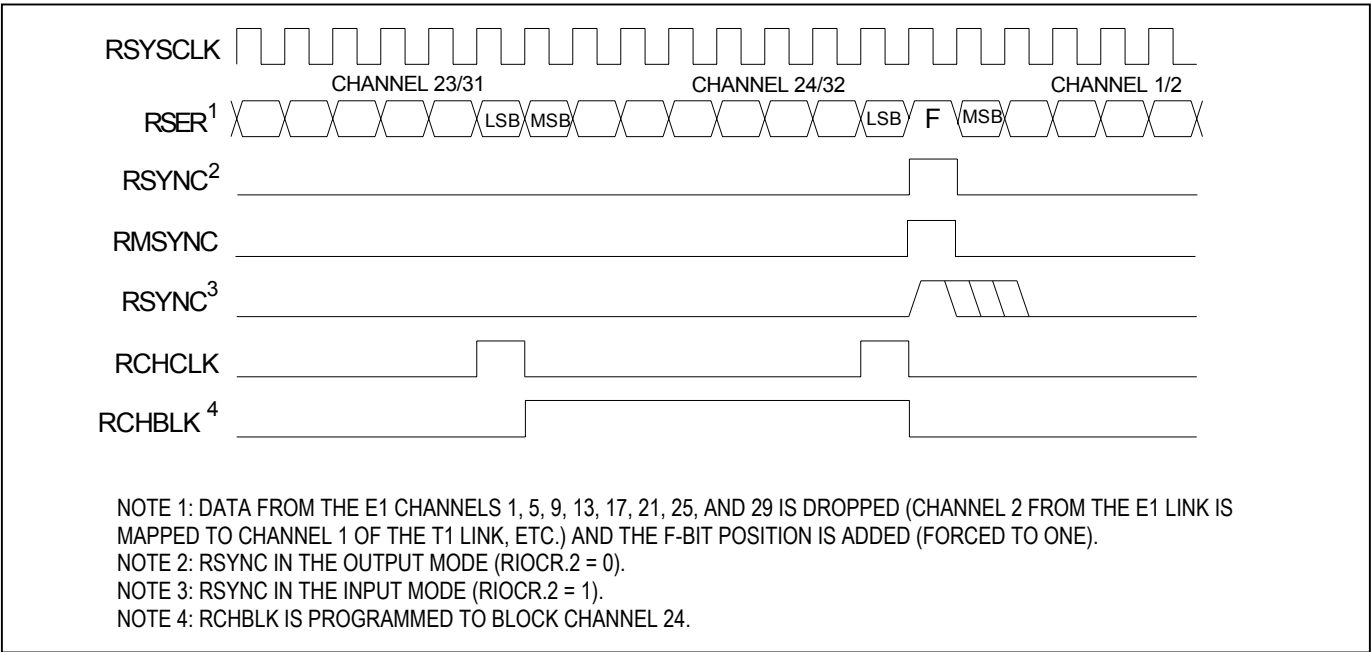 RSYSCLK
CHANNEL 23/31 CHANNEL 24/32 CHANNEL 1/2
RSER1 LSB MSB LSB F MSB
RSYNC2
RMSYNC
RSYNC3
RCHCLK
RCHBLK 4
NOTE 1: DATA FROM THE E1 CHANNELS 1, 5, 9, 13, 17, 21, 25, AND 29 IS DROPPED (CHANNEL 2 FROM THE E1 LINK IS
MAPPED TO CHANNEL 1 OF THE T1 LINK, ETC.) AND THE F-BIT POSITION IS ADDED (FORCED TO ONE).
NOTE 2: RSYNC IN THE OUTPUT MODE (RIOCR.2 = 0).
NOTE 3: RSYNC IN THE INPUT MODE (RIOCR.2 = 1).
NOTE 4: RCHBLK IS PROGRAMMED TO BLOCK CHANNEL 24.